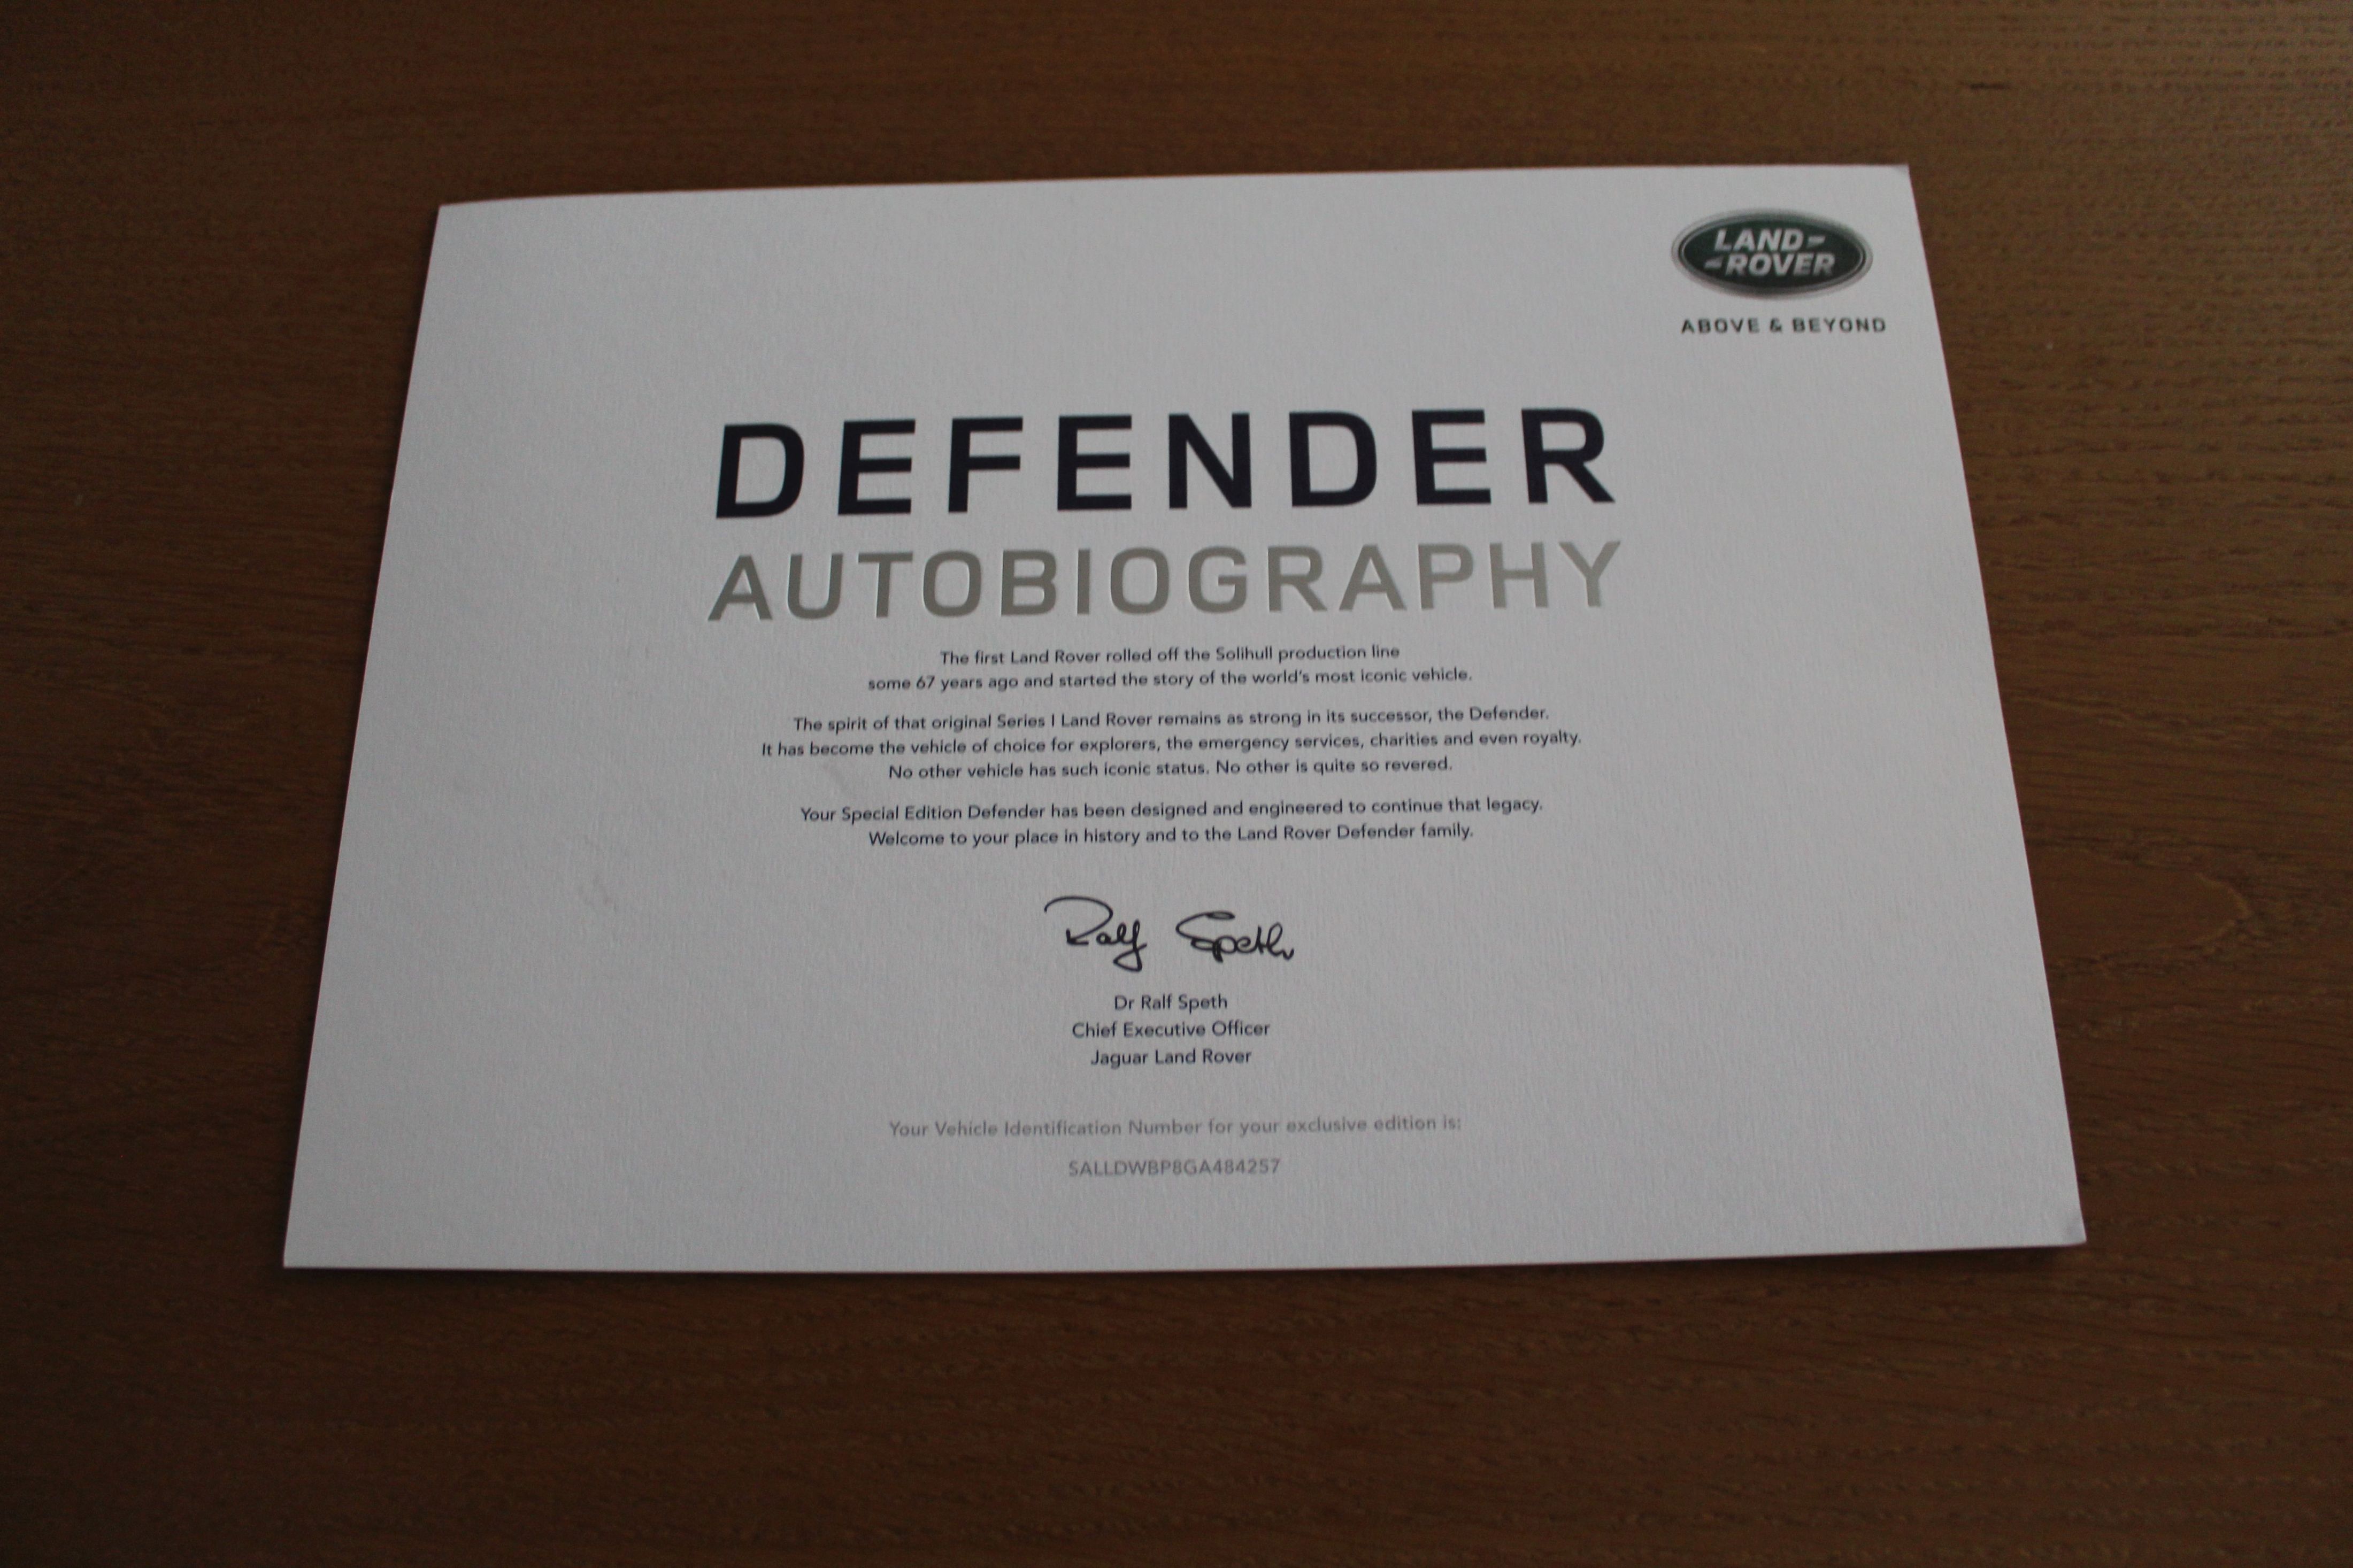 LAND-
-ROVER
ABOVE & BEYOND
DEFENDER
AUTOBIOGRAPHY
The first Land Rover rolled off the Solihull production line
some 67 years ago and started the story of the world's most iconic vehicle.
The spirit of that original Series I Land Rover remains as strong in its successor, the Defender.
It has become the vehicle of choice for explorers, the emergency services, charities and even royalty.
No other vehicle has such iconic status. No other is quite so revered.
Your Special Edition Defender has been designed and engineered to continue that legacy.
Welcome to your place in history and to the Land Rover Defender family.
Ralf Speth
Dr Ralf Speth
Chief Executive Officer
Jaguar Land Rover
Your Vehicle Identification Number for your exclusive edition is:
SALLDWBP8GA484257